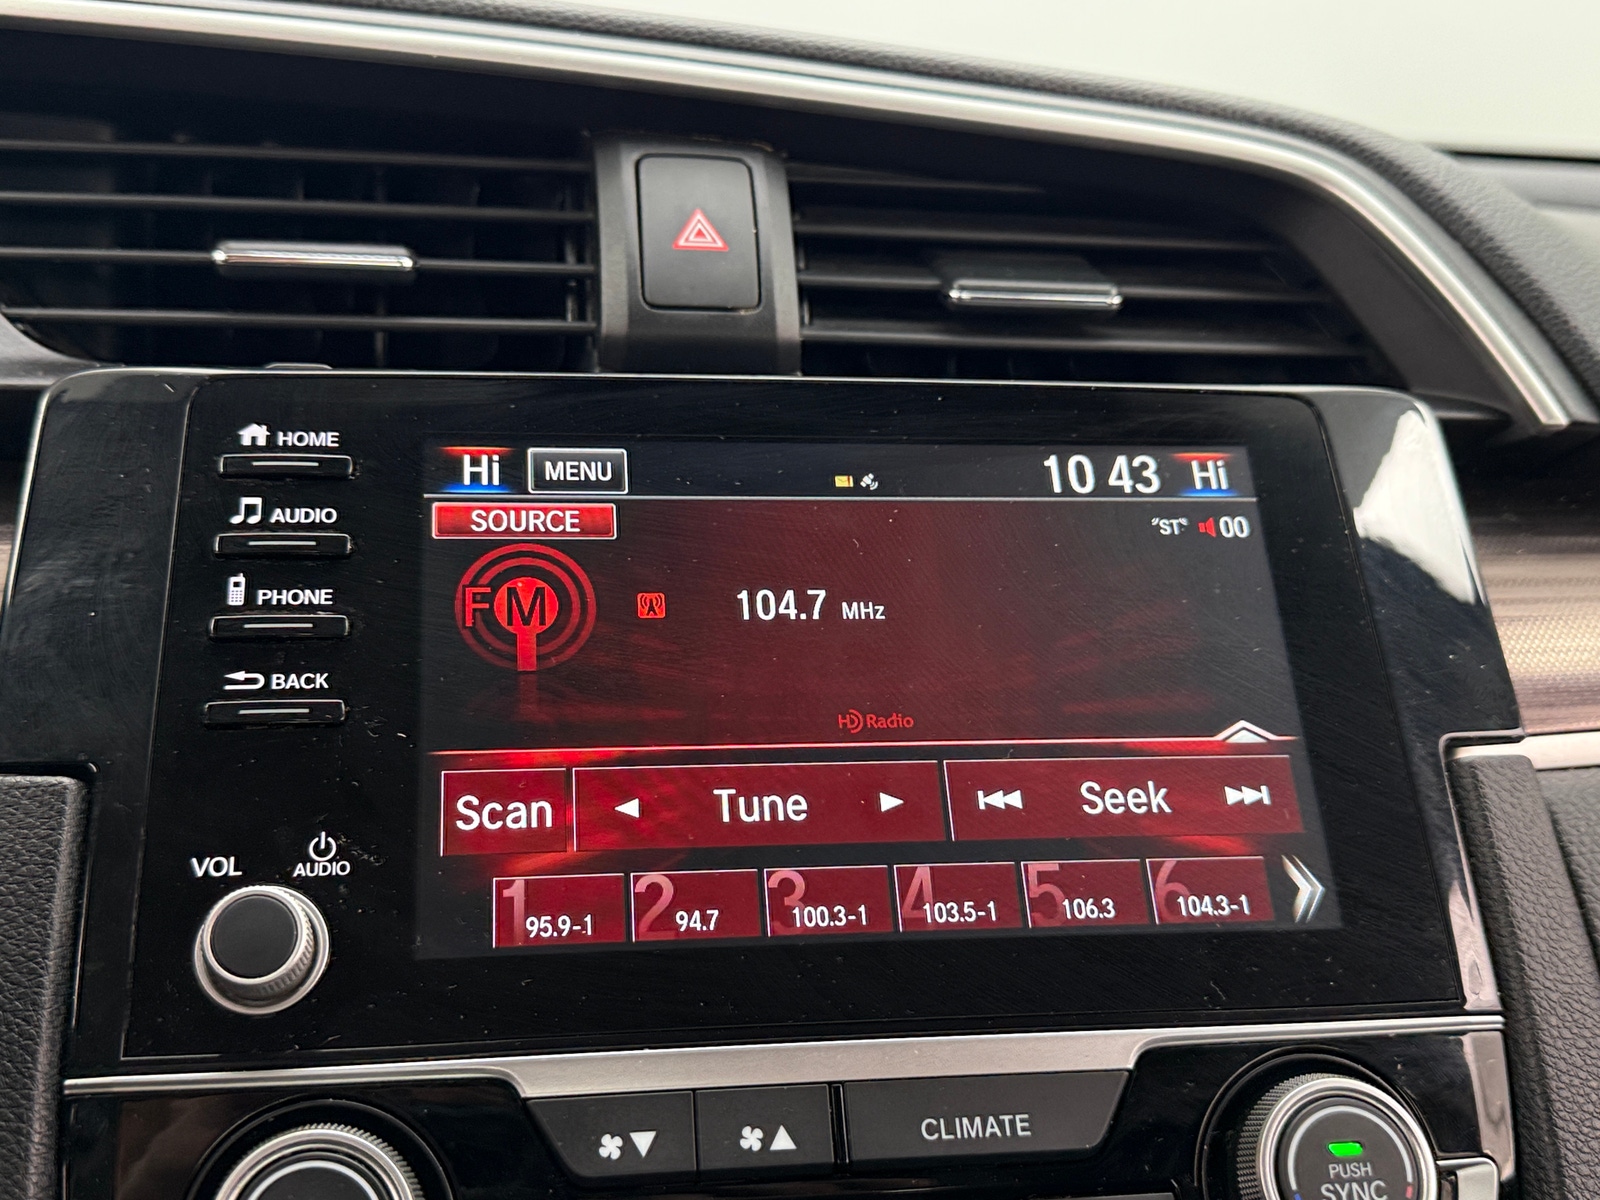 HOME
AUDIO
PHONE
BACK
VOL
AUDIO
Hi MENU 10 43 Hi
SOURCE "ST" 00
FM 104.7 MHz
HD Radio
Scan Tune Seek
1 95.9-1 2 94.7 3 100.3-1 4 103.5-1 5 106.3 6 104.3-1
CLIMATE
PUSH
SYNC